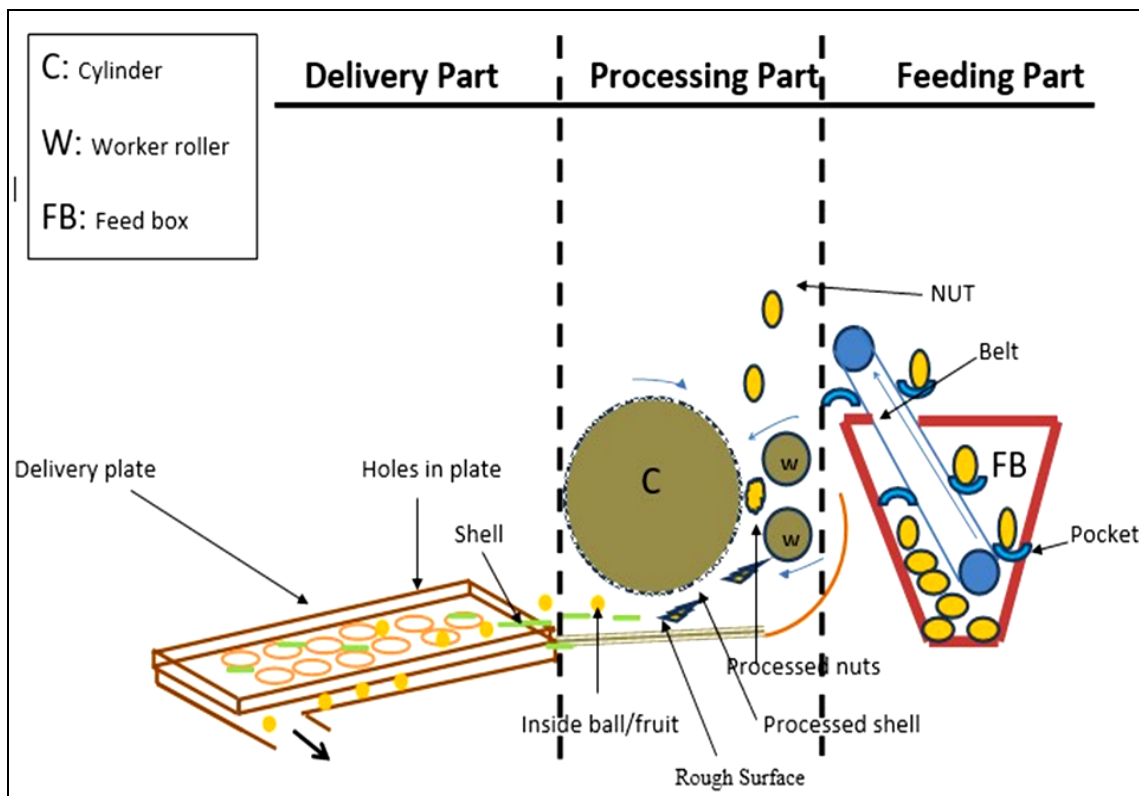 C: Cylinder
W: Worker roller
FB: Feed box
Delivery Part
Processing Part
Feeding Part
NUT
Belt
Delivery plate
Holes in plate
Shell
C
w
w
FB
Pocket
Processed nuts
Inside ball/fruit
Processed shell
Rough Surface